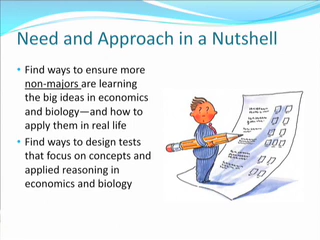 Need and Approach in a Nutshell
• Find ways to ensure more
non-majors are learning
the big ideas in economics
and biology—and how to
apply them in real life
• Find ways to design tests
that focus on concepts and
applied reasoning in
economics and biology